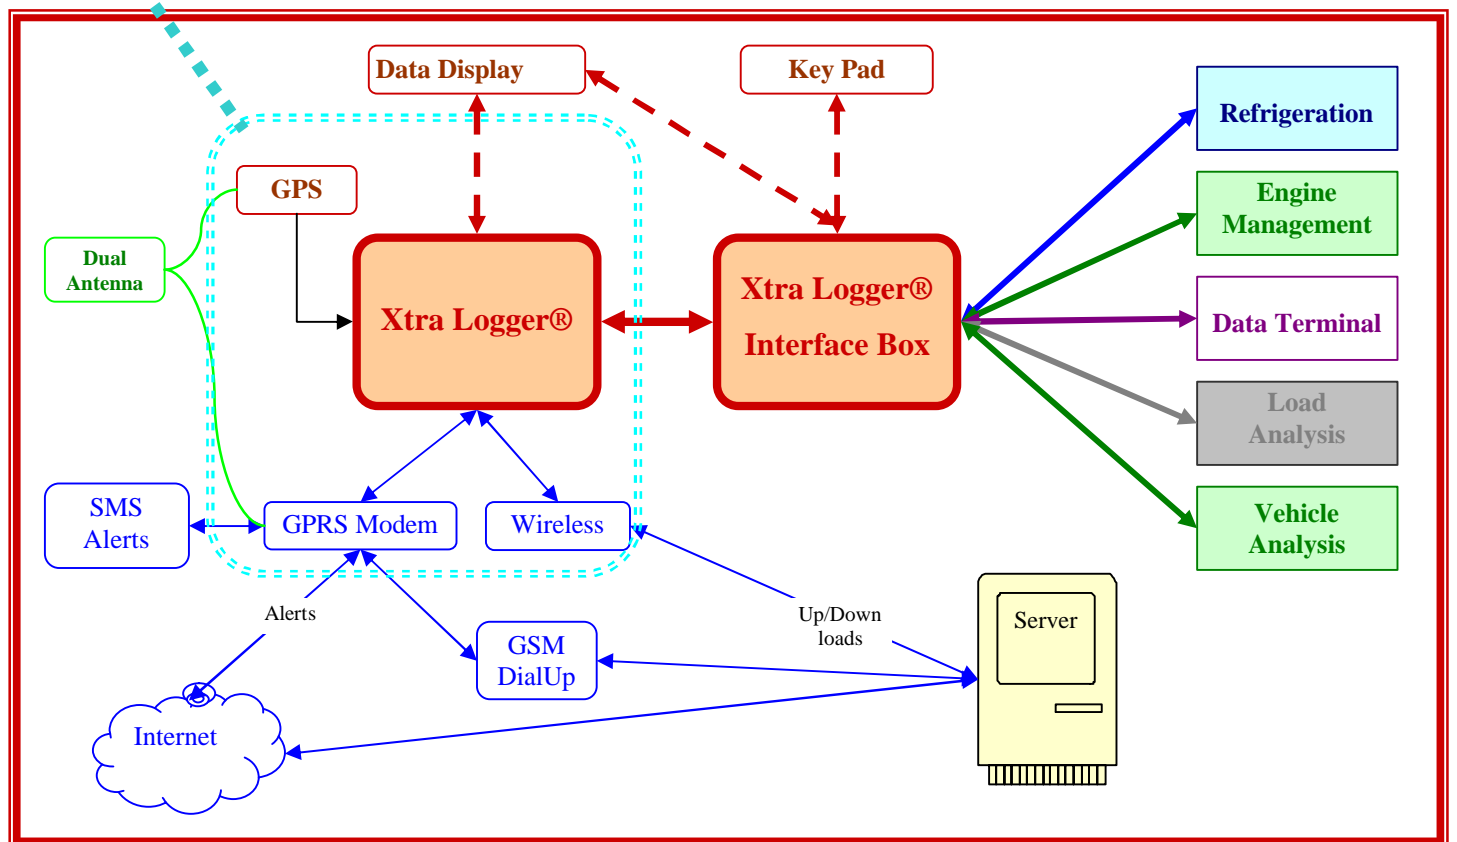 Data Display
Key Pad
Refrigeration
GPS
Engine
Management
Dual
Antenna
Xtra Logger®
Xtra Logger®
Interface Box
Data Terminal
Load
Analysis
SMS
Alerts
GPRS Modem
Wireless
Vehicle
Analysis
Alerts
Up/Down
loads
Server
GSM
DialUp
Internet